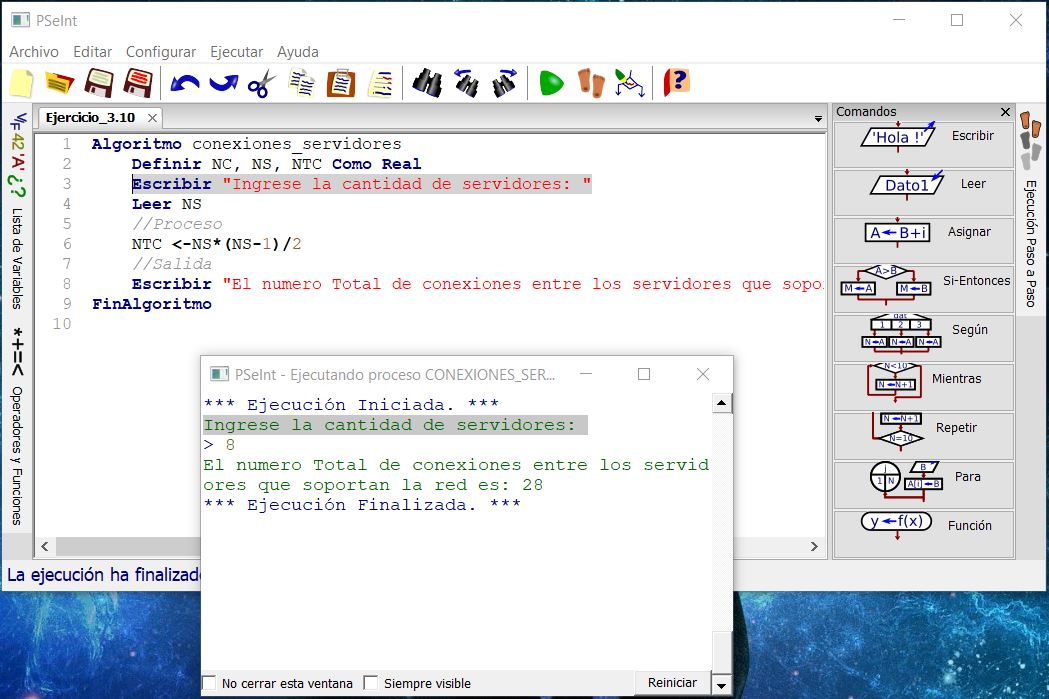 PSeInt
Archivo Editar Configurar Ejecutar Ayuda
Ejercicio_3.10
1 Algoritmo conexiones_servidores
2 Definir NC, NS, NTC Como Real
3 Escribir "Ingrese la cantidad de servidores: "
4 Leer NS
5 //Proceso
6 NTC <-NS*(NS-1)/2
7 //Salida
8 Escribir "El numero Total de conexiones entre los servidores que sopo
9 FinAlgoritmo
10
Lista de Variables
*+=< Operadores y Funciones
La ejecución ha finalizado
PSeInt - Ejecutando proceso CONEXIONES_SER...
*** Ejecución Iniciada. ***
Ingrese la cantidad de servidores:
> 8
El numero Total de conexiones entre los servid
ores que soportan la red es: 28
*** Ejecución Finalizada. ***
No cerrar esta ventana
Siempre visible
Reiniciar
Comandos
'Hola !' Escribir
Dato1 Leer
A←B+i Asignar
A>B
M←A M←B
Si-Entonces
1 2 3
N←A N←A N←A
Según
N<10
N←N+1
Mientras
N←N+1
N=10
Repetir
B
1 N A[i]←B
Para
y←f(x) Función
Ejecución Paso a Paso